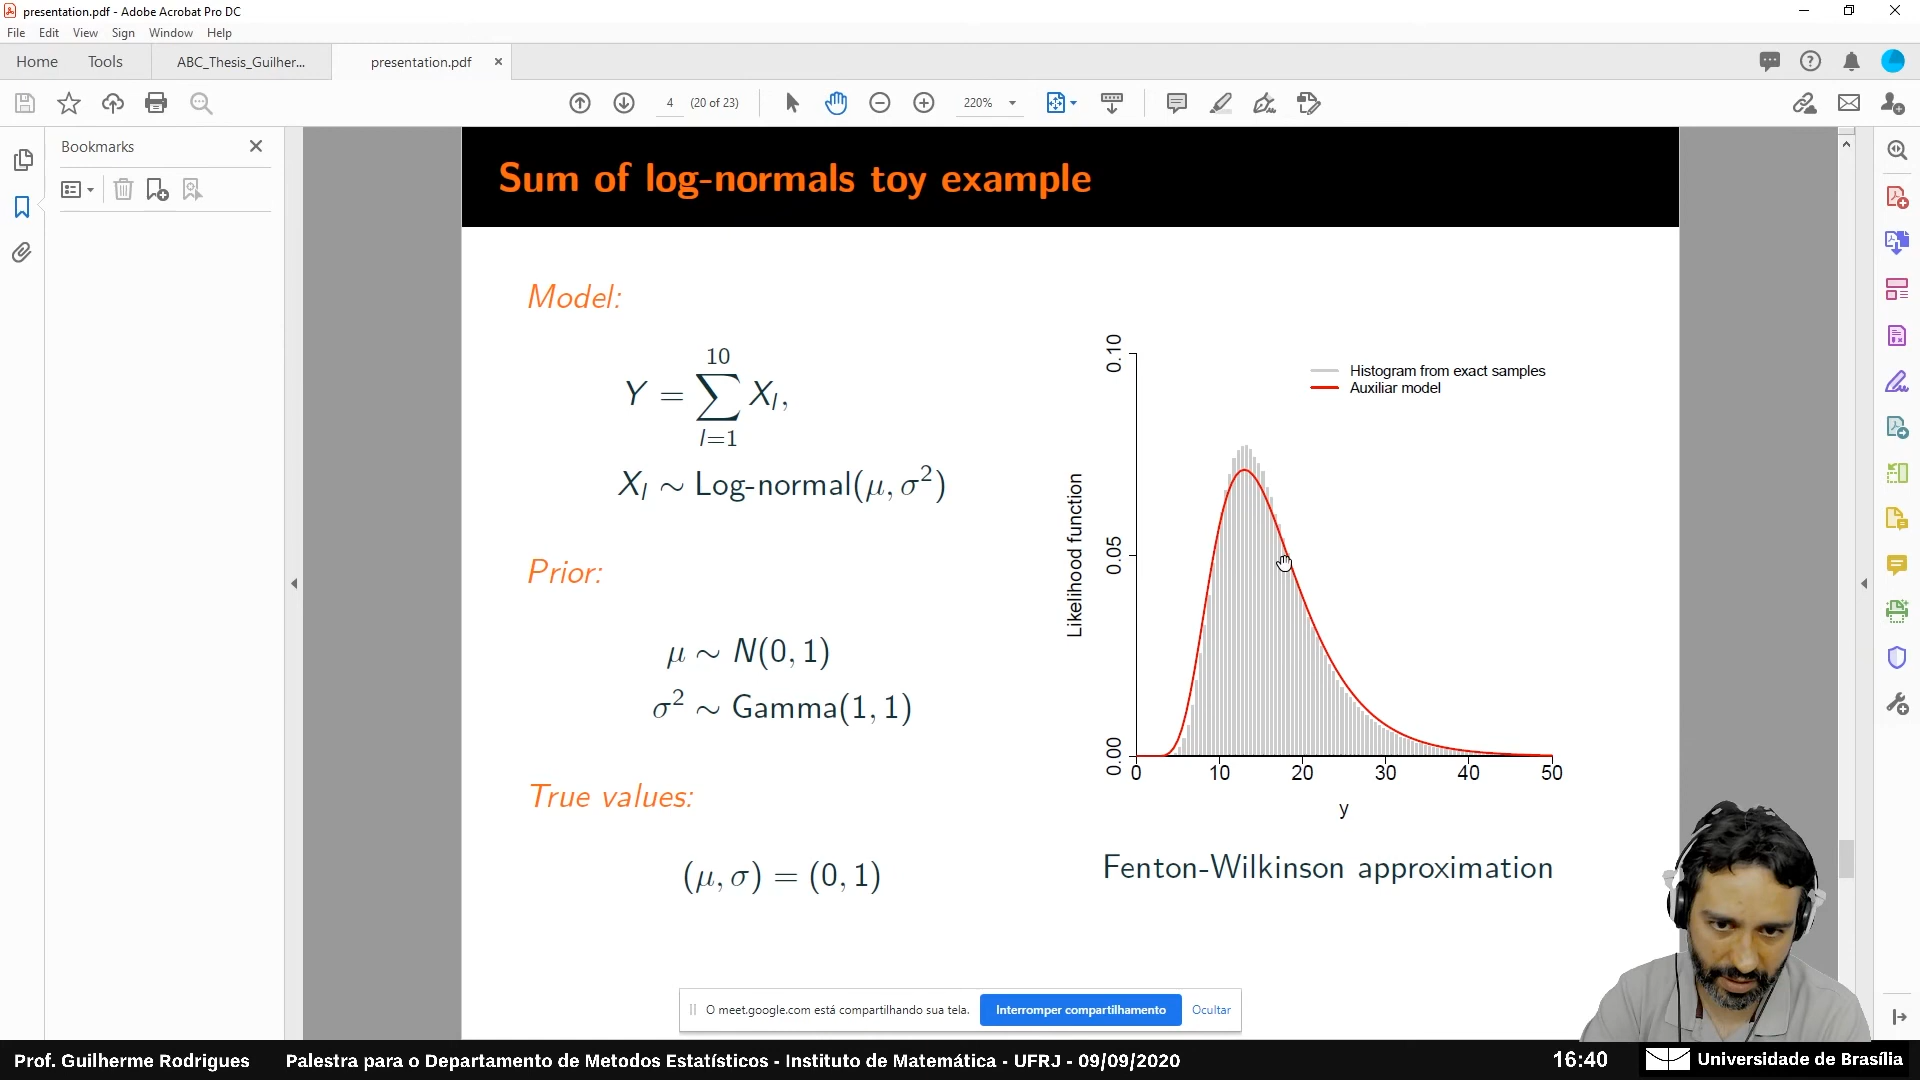 presentation.pdf - Adobe Acrobat Pro DC
File Edit View Sign Window Help
Home Tools ABC_Thesis_Guilher... presentation.pdf
4 (20 of 23) 220%
Bookmarks
Sum of log-normals toy example
Model:
Y = ∑_{l=1}^{10} X_l,
X_l ∼ Log-normal(μ, σ²)
Prior:
μ ∼ N(0, 1)
σ² ∼ Gamma(1, 1)
True values:
(μ, σ) = (0, 1)
Histogram from exact samples
Auxiliar model
Likelihood function
0.10
0.05
0.00
0 10 20 30 40 50
y
Fenton-Wilkinson approximation
O meet.google.com está compartilhando sua tela. Interromper compartilhamento Ocultar
Prof. Guilherme Rodrigues Palestra para o Departamento de Metodos Estatísticos - Instituto de Matemática - UFRJ - 09/09/2020 16:40 Universidade de Brasília